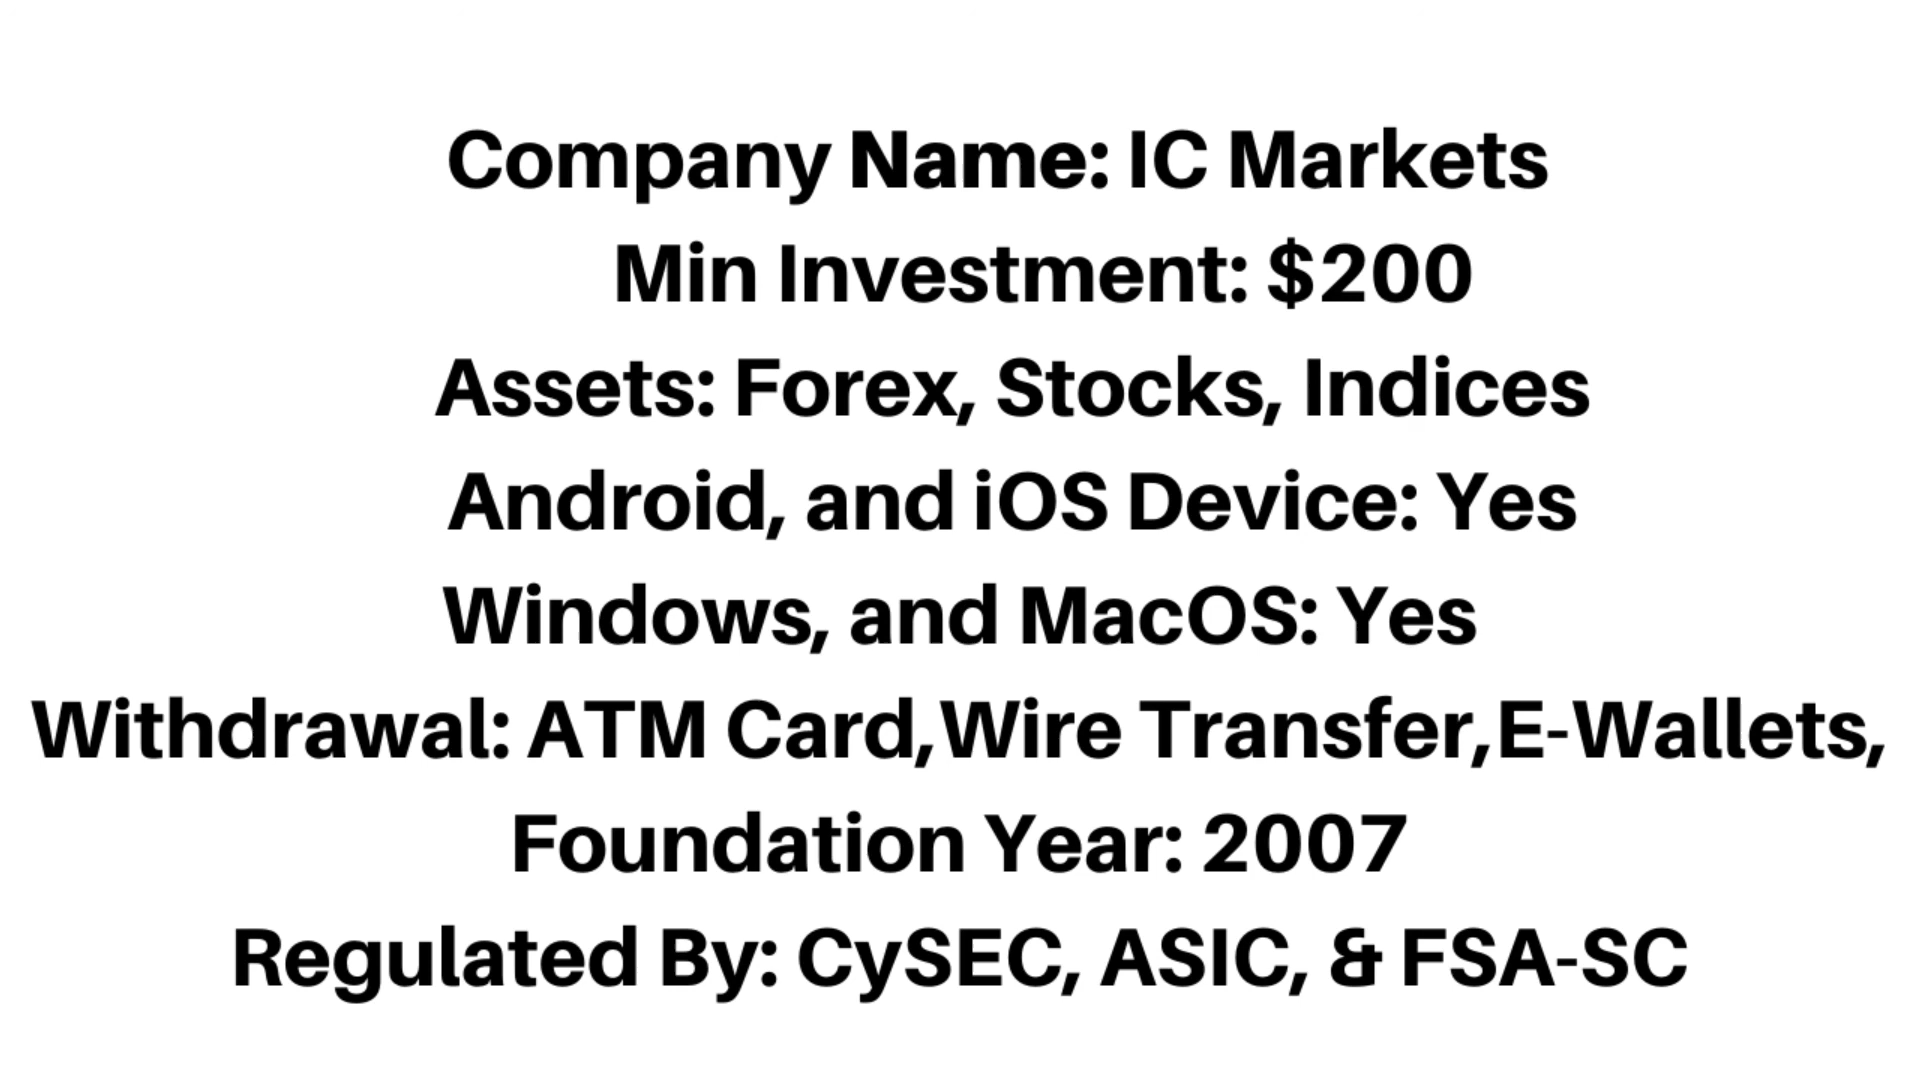 Company Name: IC Markets
Min Investment: $200
Assets: Forex, Stocks, Indices
Android, and iOS Device: Yes
Windows, and MacOS: Yes
Withdrawal: ATM Card,Wire Transfer,E-Wallets,
Foundation Year: 2007
Regulated By: CySEC, ASIC, & FSA-SC